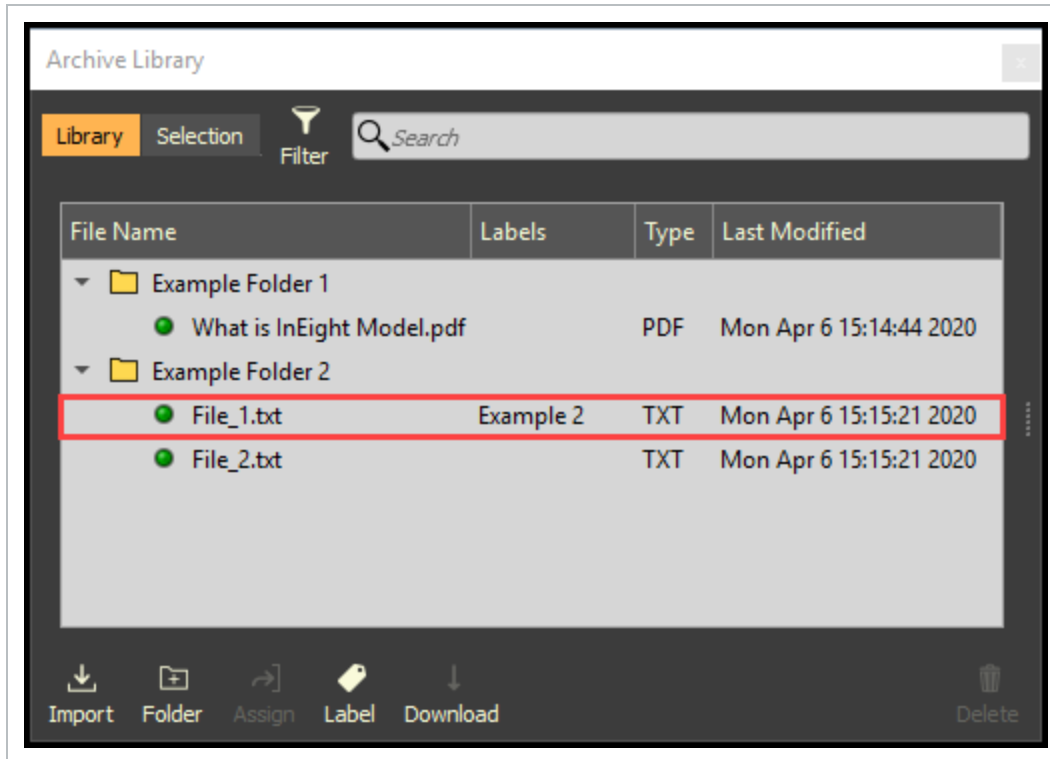 Archive Library
x
Library Selection Filter Search
File Name Labels Type Last Modified
Example Folder 1
What is InEight Model.pdf PDF Mon Apr 6 15:14:44 2020
Example Folder 2
File_1.txt Example 2 TXT Mon Apr 6 15:15:21 2020
File_2.txt TXT Mon Apr 6 15:15:21 2020
Import Folder Assign Label Download Delete